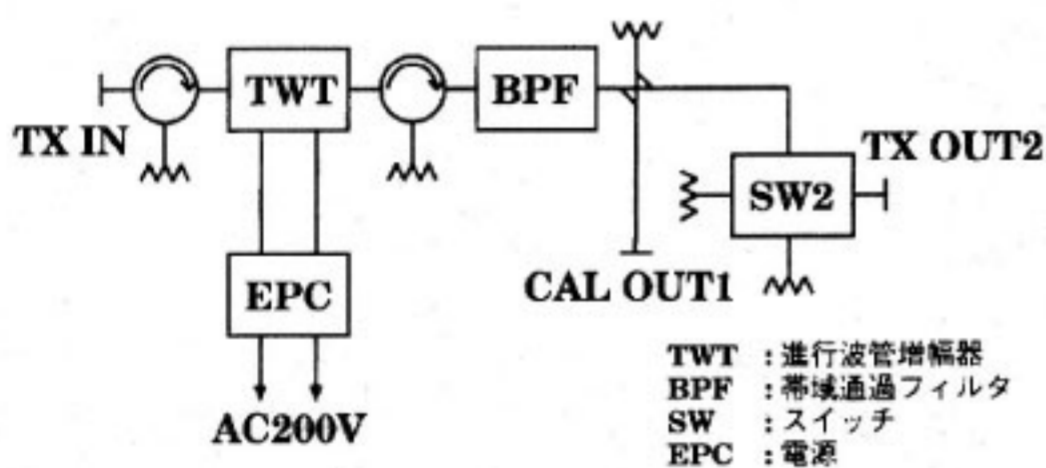 TWT
BPF
TX IN
TX OUT2
SW2
EPC
CAL OUT1
AC200V
TWT :進行波管増幅器
BPF :帯域通過フィルタ
SW :スイッチ
EPC :電源